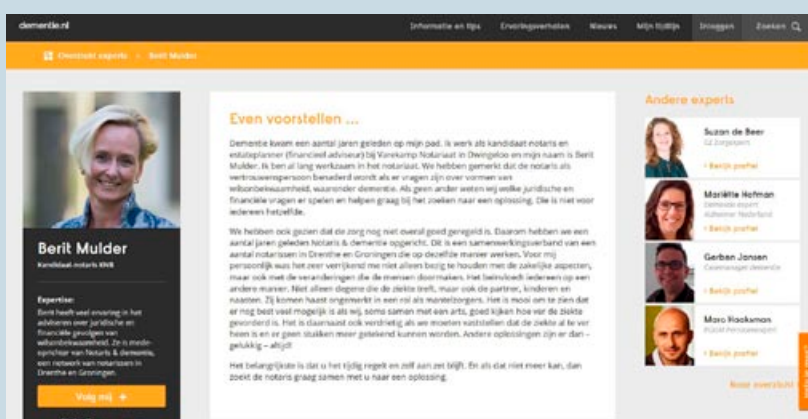 dementie.nl
Informatie en tips
Ervaringsverhalen
Nieuws
Mijn tijdlijn
Inloggen
Zoeken
Overzicht experts
Berit Mulder
Berit Mulder
Kandidaat-notaris KNB
Expertise:
Berit heeft veel ervaring in het
adviseren over juridische en
financiële gevolgen van
wilsonbekwaamheid. Ze is mede-
oprichter van Notaris & dementie,
een netwerk van notarissen in
Drenthe en Groningen.
Volg mij
Even voorstellen ...
Dementie kwam een aantal jaren geleden op mijn pad. Ik werk als kandidaat notaris en
estateplanner (financieel adviseur) bij Varekamp Notariaat in Dwingeloo en mijn naam is Berit
Mulder. Ik ben al lang werkzaam in het notariaat. We hebben gemerkt dat de notaris als
vertrouwenspersoon benaderd wordt als er vragen zijn over vormen van
wilsonbekwaamheid, waaronder dementie. Als geen ander weten wij welke juridische en
financiële vragen er spelen en helpen graag bij het zoeken naar een oplossing. Die is niet voor
iedereen hetzelfde.
We hebben ook gezien dat de zorg nog niet overal goed geregeld is. Daarom hebben we een
aantal jaren geleden Notaris & dementie opgericht. Dit is een samenwerkingsverband van een
aantal notarissen in Drenthe en Groningen die op dezelfde manier werken. Voor mij
persoonlijk was het zeer verrijkend me niet alleen bezig te houden met de zakelijke aspecten,
maar ook met de veranderingen die de mensen doormaken. Het beïnvloedt iedereen op een
andere manier. Niet alleen degene die de ziekte treft, maar ook de partner, kinderen en
naasten. Zij komen haast ongemerkt in een rol als mantelzorgers. Het is mooi om te zien dat
er nog best veel mogelijk is als wij, soms samen met een arts, goed kijken hoe ver de ziekte
gevorderd is. Het is daarnaast ook verdrietig als we moeten vaststellen dat de ziekte al te ver
heen is en er geen stukken meer getekend kunnen worden. Andere oplossingen zijn er dan -
gelukkig - altijd!
Het belangrijkste is dat u het tijdig regelt en zelf aan zet blijft. En als dat niet meer kan, dan
zoekt de notaris graag samen met u naar een oplossing.
Andere experts
Suzan de Beer
Bekijk profiel
Mariëtte Hofman
Dementie expert
Alzheimer Nederland
Bekijk profiel
Gerben Jansen
Casemanager dementie
Bekijk profiel
Marc Haaksman
Bekijk profiel
Naar overzicht